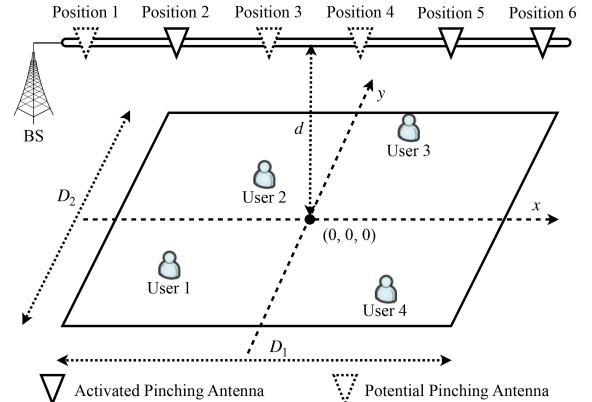 Position 1 Position 2 Position 3 Position 4 Position 5 Position 6
BS
d
y
User 3
User 2
D2
x
(0, 0, 0)
User 1
User 4
D1
Activated Pinching Antenna
Potential Pinching Antenna